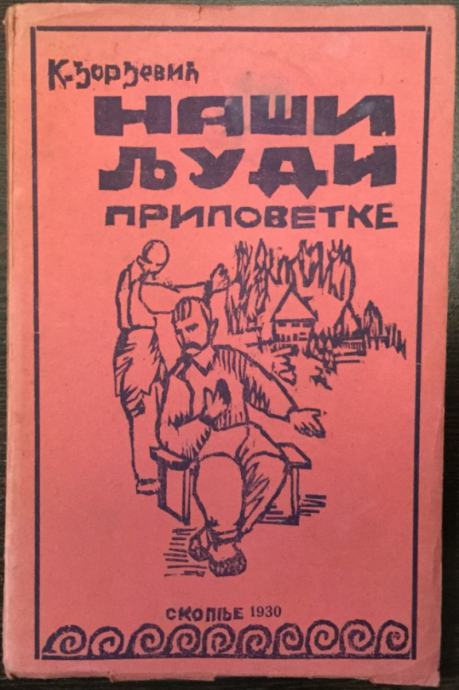 К. Ђорђевић
НАШИ
ЉУДИ
ПРИПОВЕТКЕ
СКОПЉЕ 1930